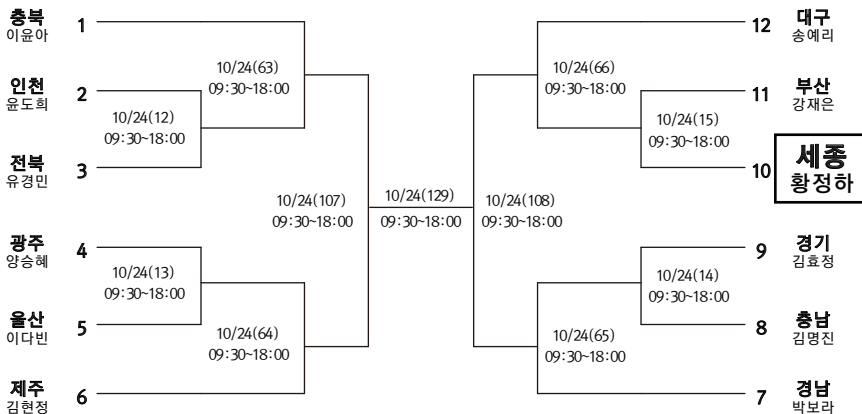 충북 1
이윤아
10/24(63)
09:30~18:00
인천 2
윤도희
10/24(12)
09:30~18:00
전북 3
유경민
10/24(107)
09:30~18:00
광주 4
양승혜
10/24(13)
09:30~18:00
울산 5
이다빈
10/24(64)
09:30~18:00
제주 6
김현정
10/24(129)
09:30~18:00
12 대구
송예리
10/24(66)
09:30~18:00
11 부산
강재은
10/24(15)
09:30~18:00
10 세종
황정하
10/24(108)
09:30~18:00
9 경기
김효정
10/24(14)
09:30~18:00
8 충남
김명진
10/24(65)
09:30~18:00
7 경남
박보라